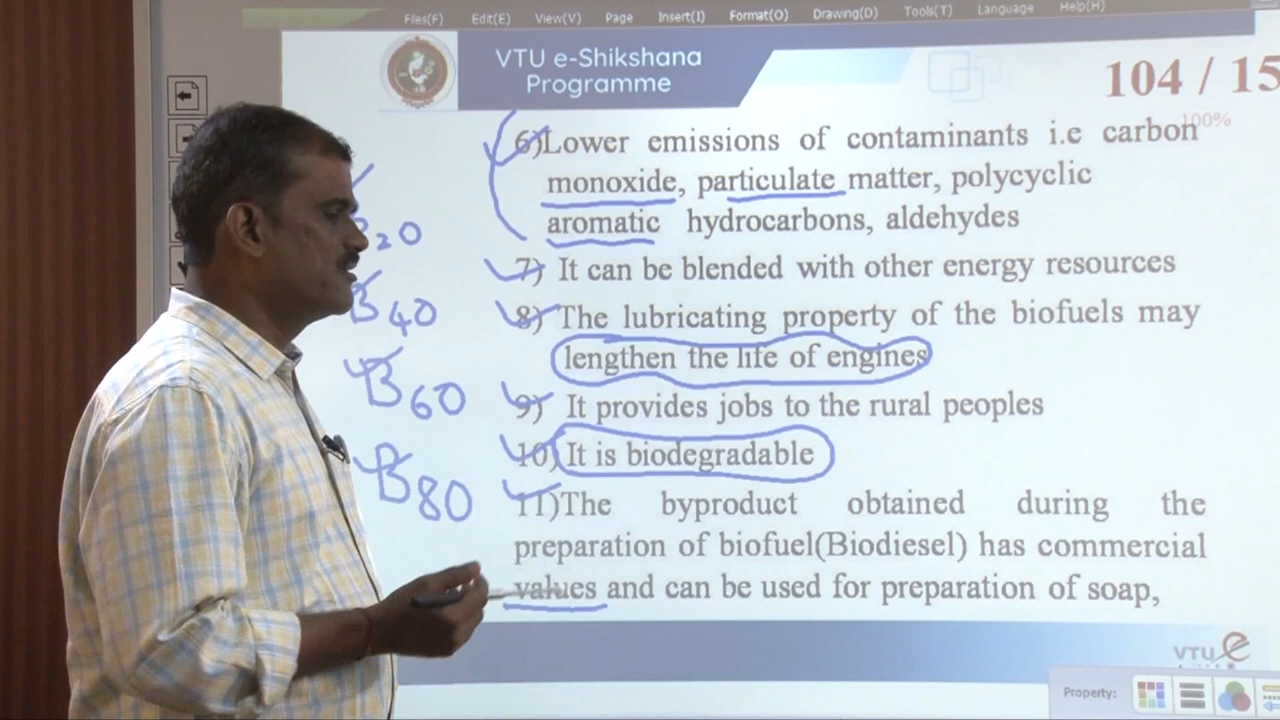 Files(F) Edit(E) View(V) Page Insert(I) Format(O) Drawing(D) Tools(T) Language Help(H)
VTU e-Shikshana
Programme
104 / 15
100%
6)Lower emissions of contaminants i.e carbon
monoxide, particulate matter, polycyclic
aromatic hydrocarbons, aldehydes
7) It can be blended with other energy resources
8) The lubricating property of the biofuels may
lengthen the life of engines
9) It provides jobs to the rural peoples
10) It is biodegradable
11)The byproduct obtained during the
preparation of biofuel(Biodiesel) has commercial
values and can be used for preparation of soap,
B20
B40
B60
B80
VTU e
Property: